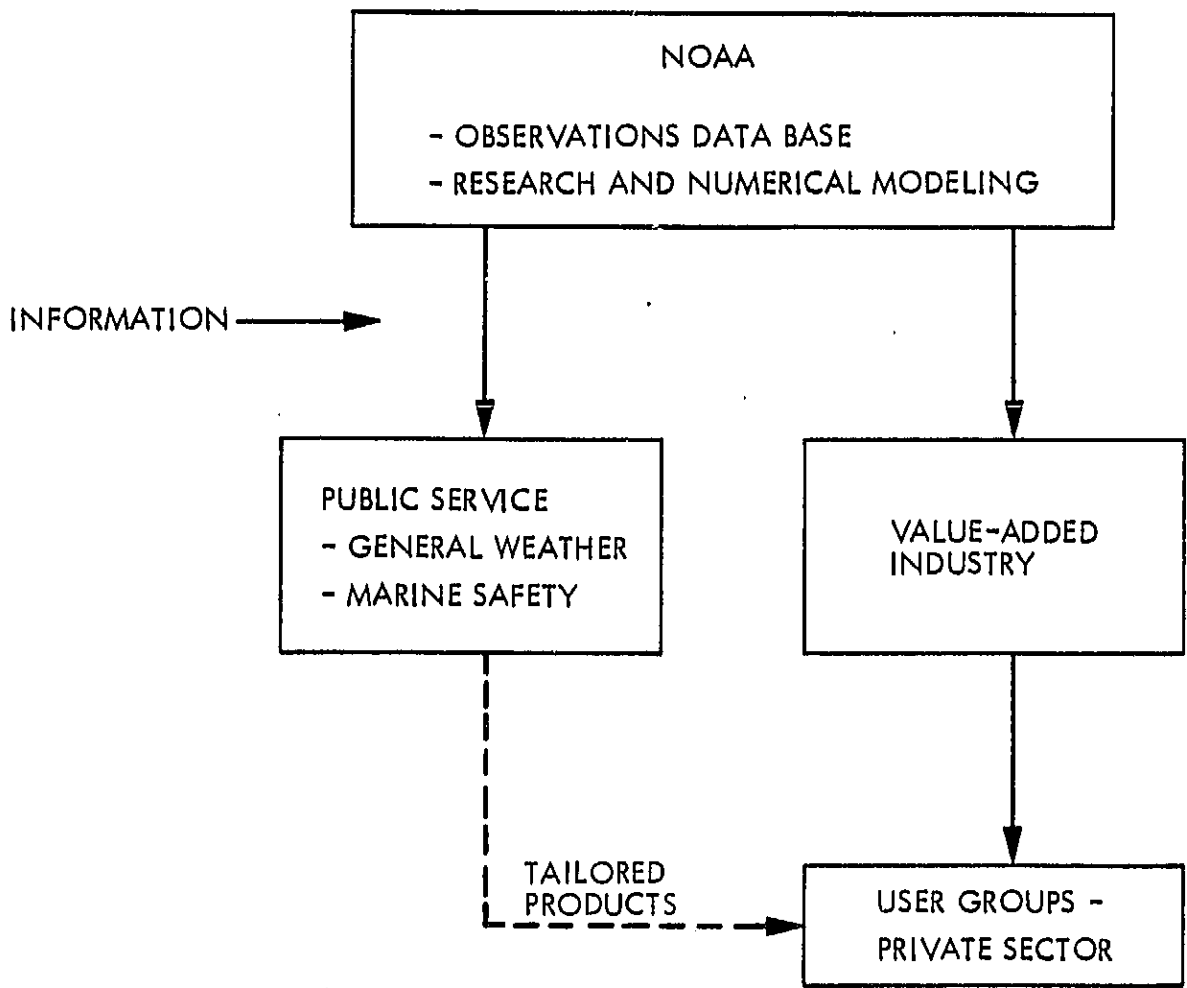 NOAA
- OBSERVATIONS DATA BASE
- RESEARCH AND NUMERICAL MODELING
INFORMATION
PUBLIC SERVICE
- GENERAL WEATHER
- MARINE SAFETY
VALUE-ADDED
INDUSTRY
TAILORED
PRODUCTS
USER GROUPS -
PRIVATE SECTOR